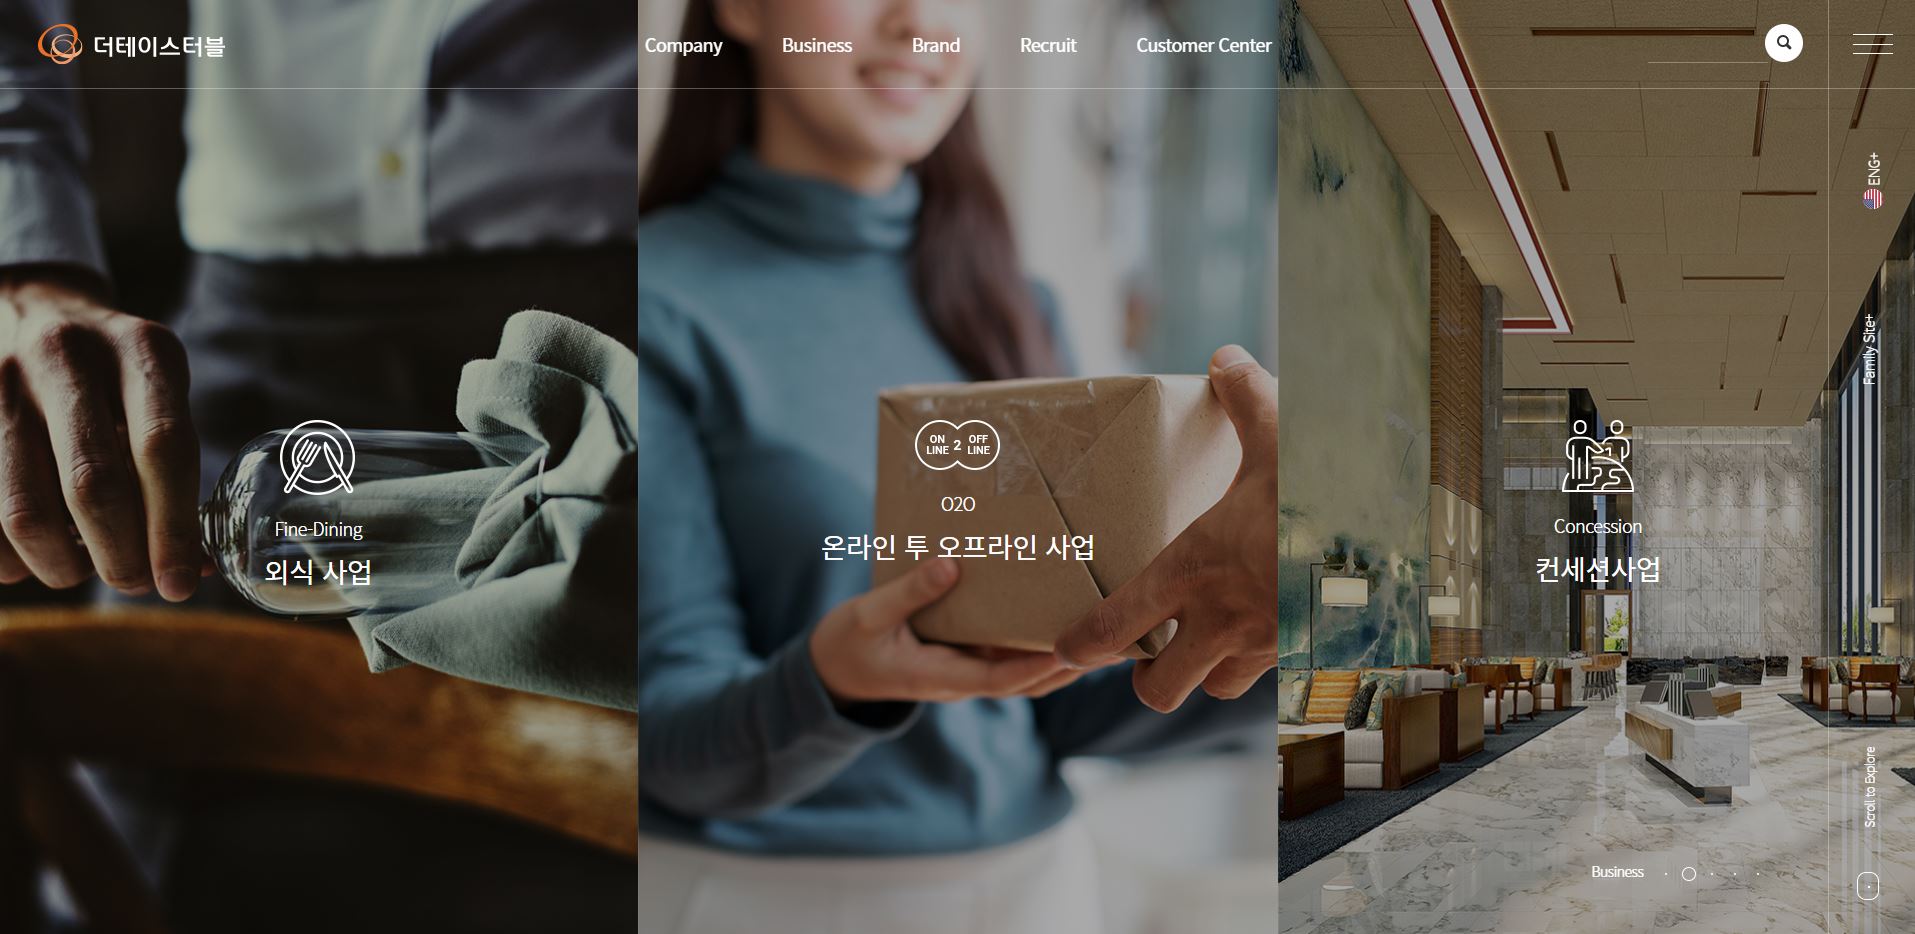 더테이스터블
Company
Business
Brand
Recruit
Customer Center
ENG+
Family Site+
Fine-Dining
외식 사업
ON LINE 2 OFF LINE
O2O
온라인 투 오프라인 사업
Concession
컨세션사업
Scroll to Explore
Business